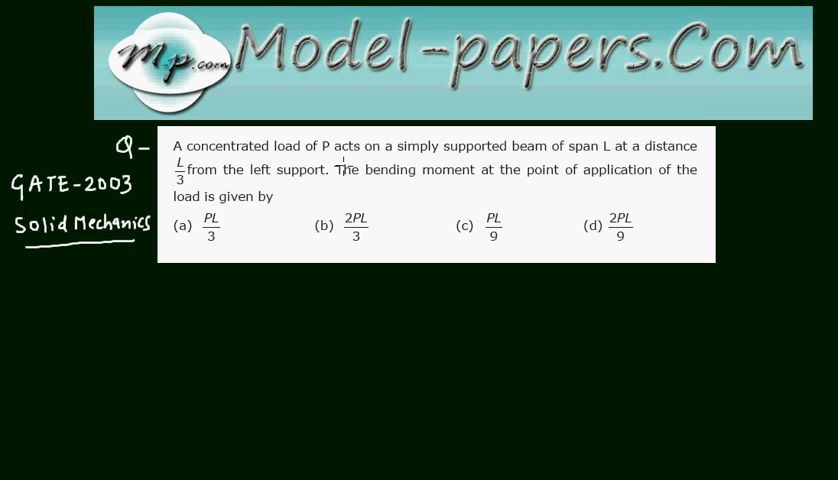 mp.com
Model-papers.Com
Q-
A concentrated load of P acts on a simply supported beam of span L at a distance
L/3 from the left support. The bending moment at the point of application of the
load is given by
(a) PL/3 (b) 2PL/3 (c) PL/9 (d) 2PL/9
GATE-2003
Solid Mechanics